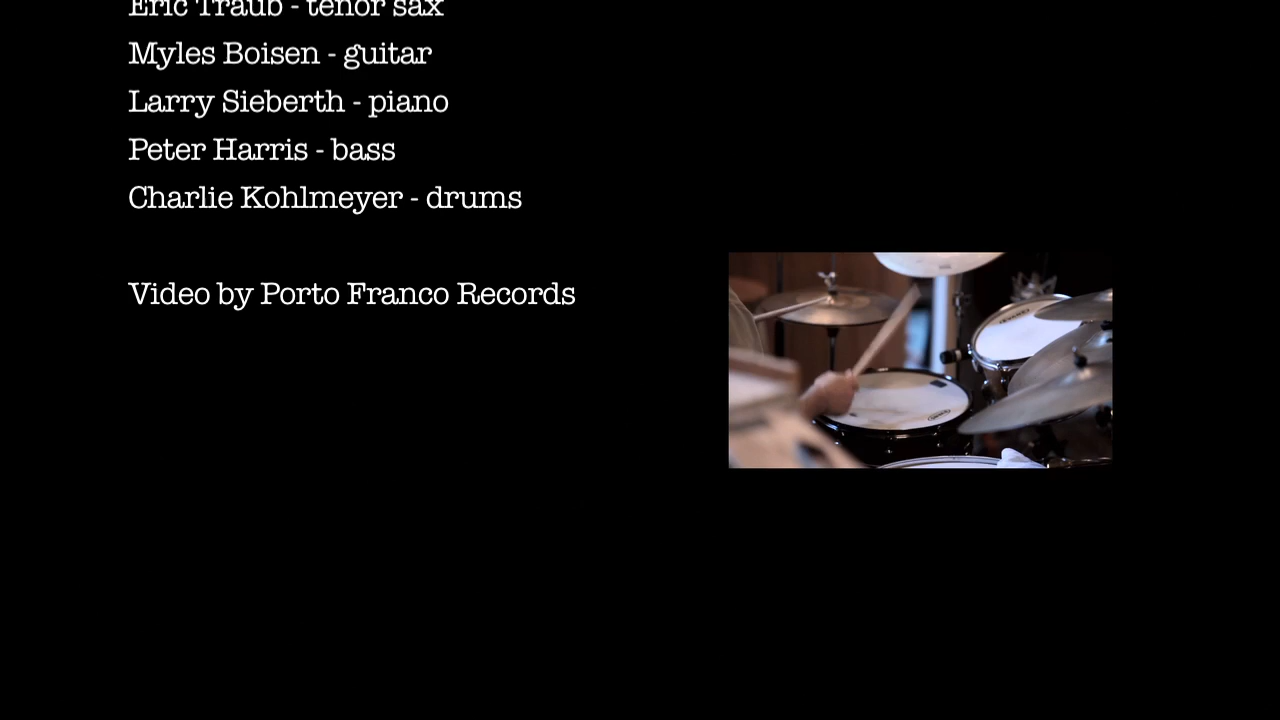 Eric Traub - tenor sax
Myles Boisen - guitar
Larry Sieberth - piano
Peter Harris - bass
Charlie Kohlmeyer - drums
Video by Porto Franco Records